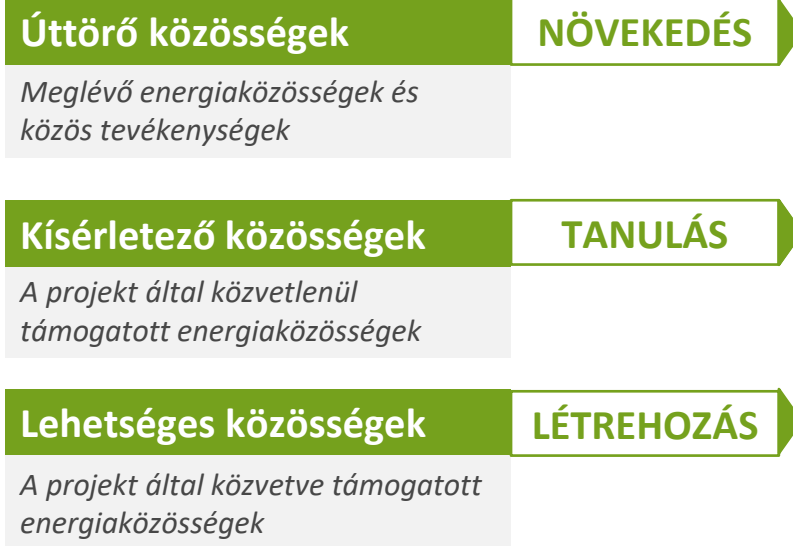 Úttörő közösségek
NÖVEKEDÉS
Meglévő energiaközösségek és
közös tevékenységek
Kísérletező közösségek
TANULÁS
A projekt által közvetlenül
támogatott energiaközösségek
Lehetséges közösségek
LÉTREHOZÁS
A projekt által közvetve támogatott
energiaközösségek